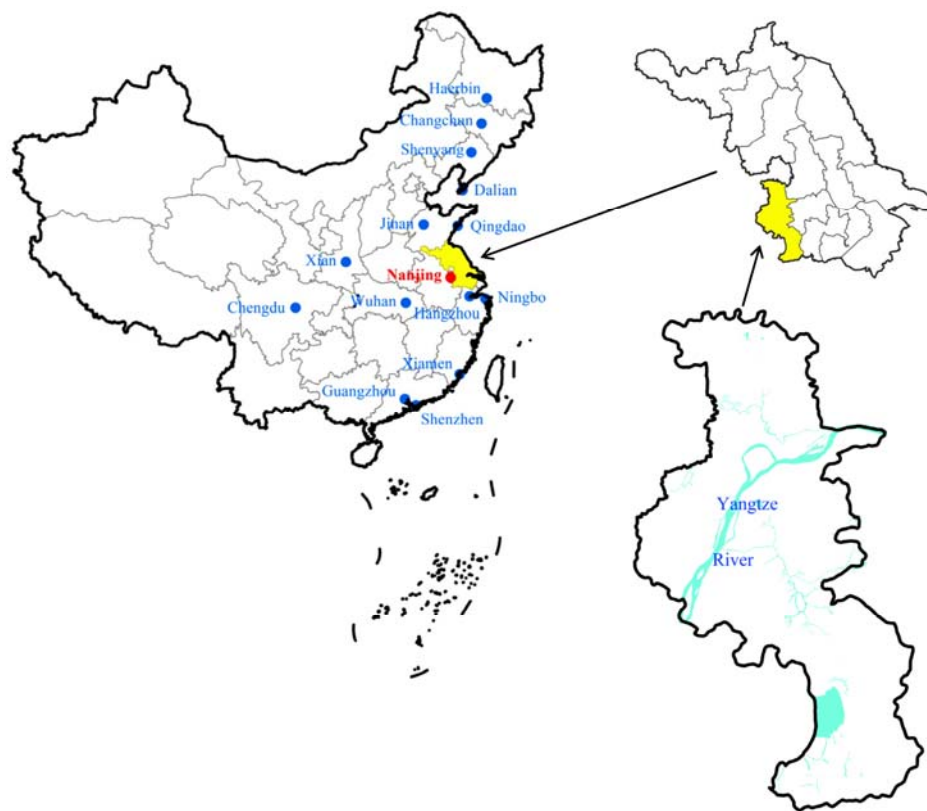 Haerbin
Changchun
Shenyang
Dalian
Jinan
Qingdao
Xian
Nanjing
Chengdu
Wuhan
Ningbo
Hangzhou
Xiamen
Guangzhou
Shenzhen
Yangtze
River